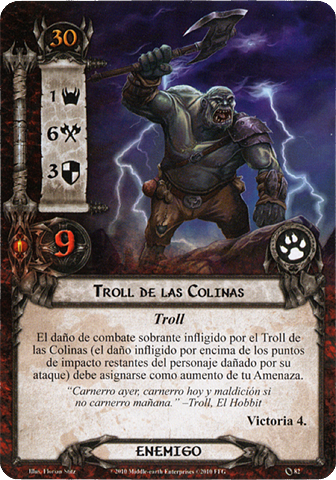 30
1
6
3
9
Troll de las Colinas
Troll
El daño de combate sobrante infligido por el Troll de
las Colinas (el daño infligido por encima de los puntos
de impacto restantes del personaje dañado por su
ataque) debe asignarse como aumento de tu Amenaza.
“Carnero ayer, carnero hoy y maldición si
no carnero mañana.” –Troll, El Hobbit
Victoria 4.
ENEMIGO
Illus. Florian Stitz
©2010 Middle-earth Enterprises ©2010 FFG
82